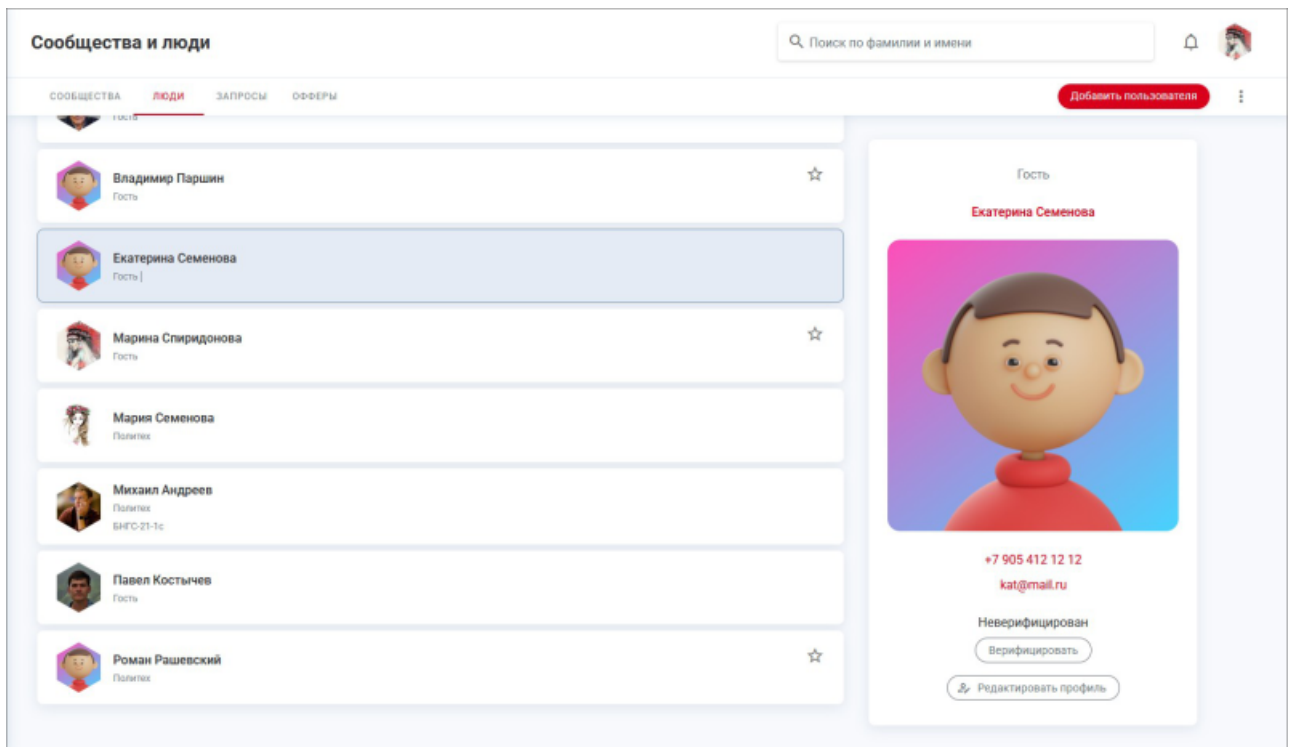 Сообщества и люди
Поиск по фамилии и имени
СООБЩЕСТВА ЛЮДИ ЗАПРОСЫ ОФФЕРЫ
Добавить пользователя
Гость
Владимир Паршин
Гость
Екатерина Семенова
Гость |
Марина Спиридонова
Гость
Мария Семенова
Политех
Михаил Андреев
Политех
БНГС-21-1с
Павел Костычев
Гость
Роман Рашевский
Политех
Гость
Екатерина Семенова
+7 905 412 12 12
kat@mail.ru
Неверифицирован
Верифицировать
Редактировать профиль